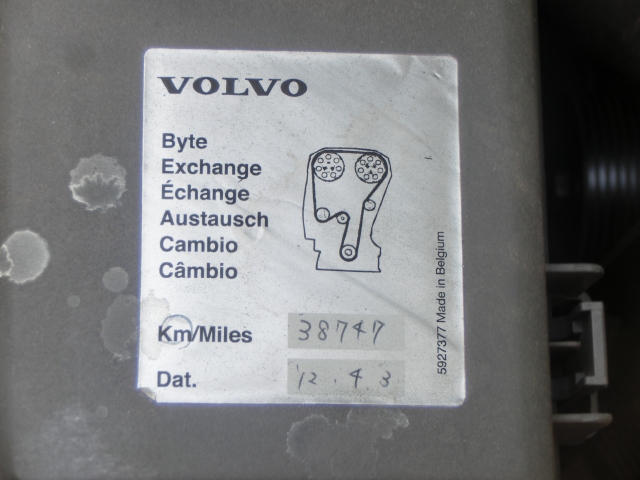 VOLVO
Byte
Exchange
Échange
Austausch
Cambio
Câmbio
Km/Miles 38747
Dat. '12.4.3
5927377 Made in Belgium